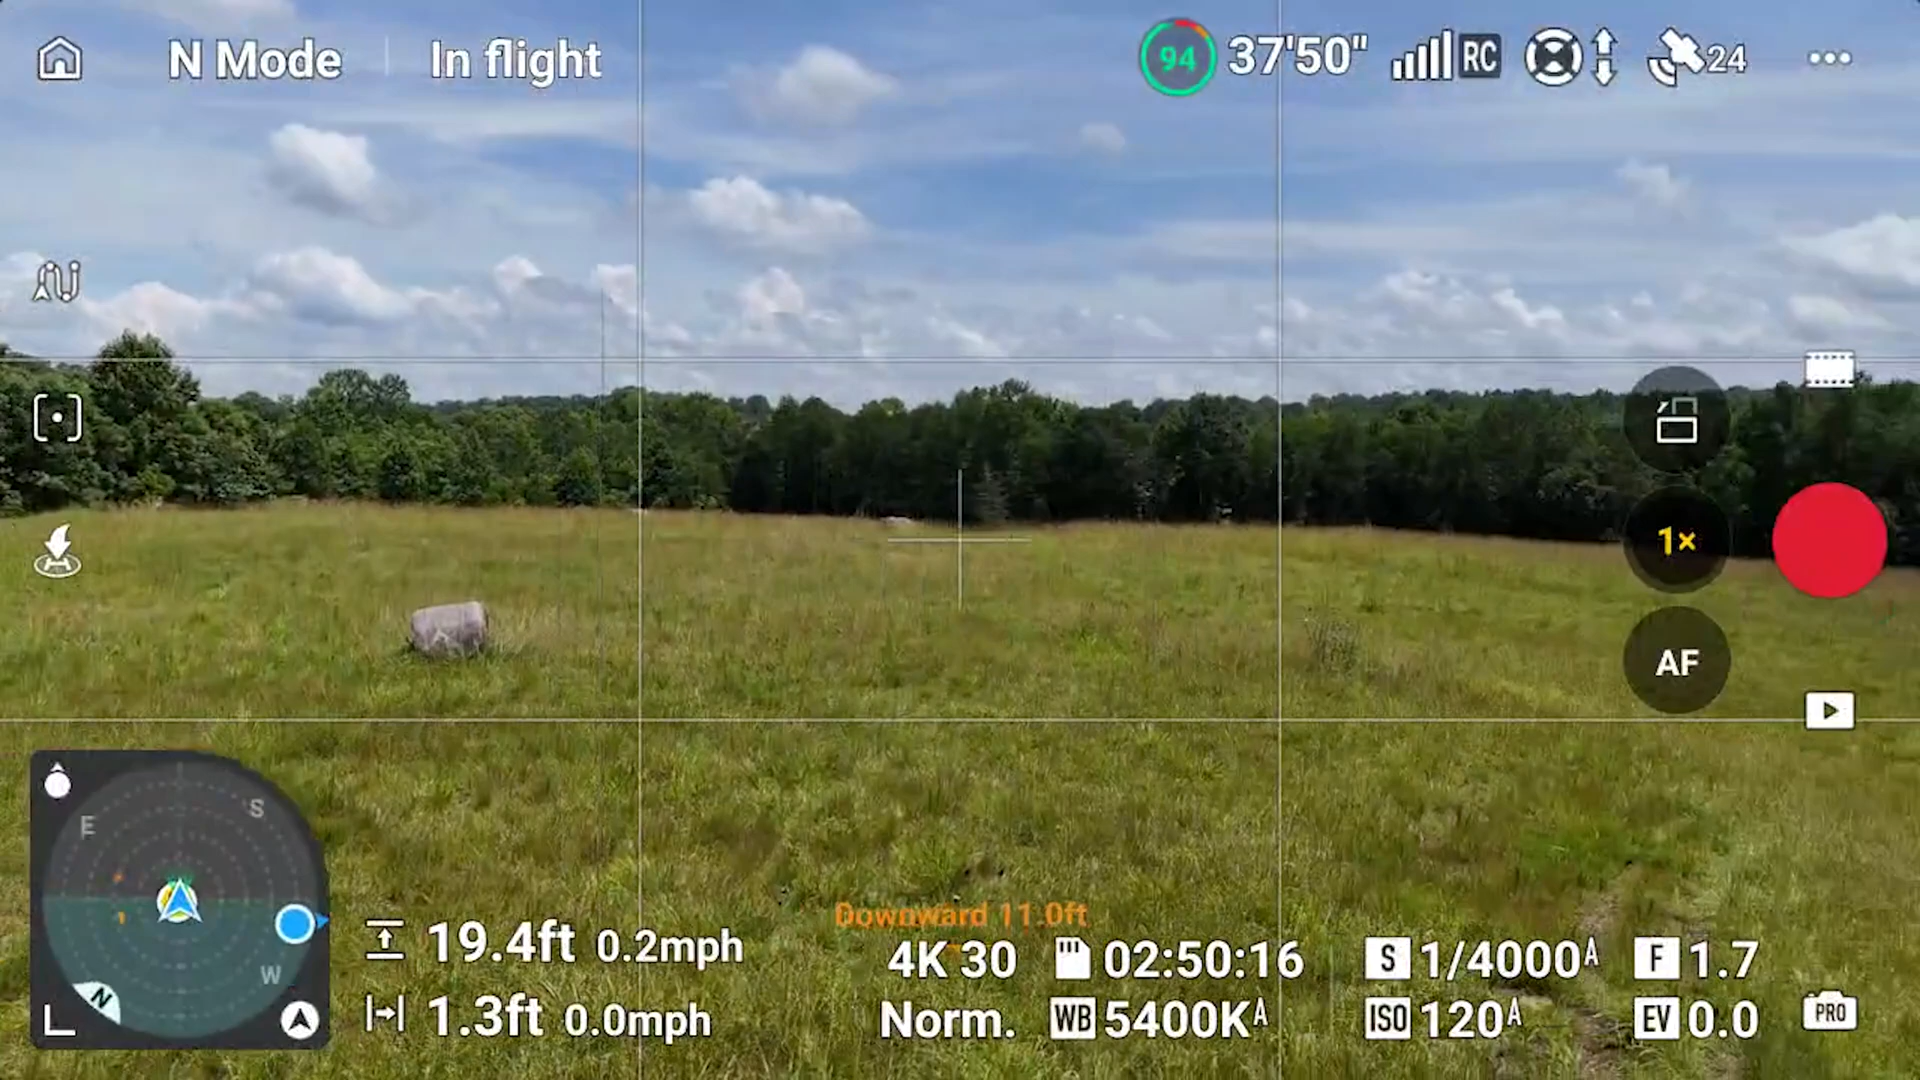 N Mode
In flight
94
37'50"
RC
24
1×
AF
E
S
W
N
19.4ft 0.2mph
1.3ft 0.0mph
Downward 11.0ft
4K 30
02:50:16
S 1/4000A
F 1.7
Norm.
WB 5400KA
ISO 120A
EV 0.0
PRO